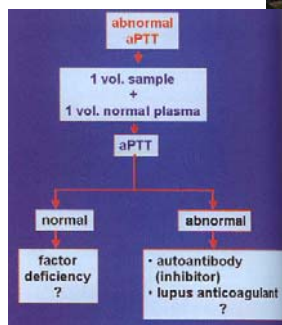 abnormal
aPTT
1 vol. sample
+
1 vol. normal plasma
aPTT
normal
abnormal
factor
deficiency
?
• autoantibody
(inhibitor)
• lupus anticoagulant
?